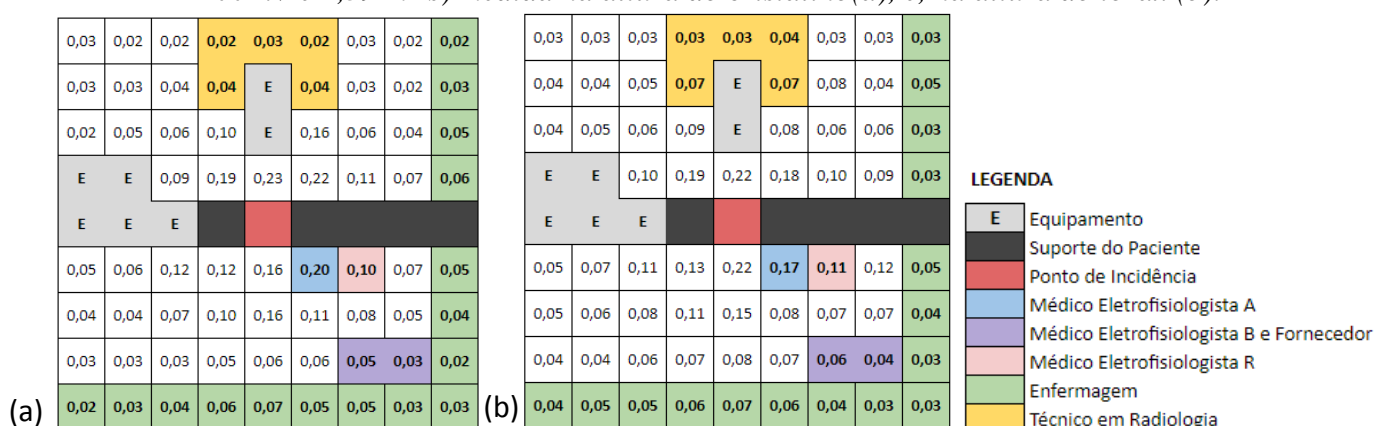 0,03 0,02 0,02 0,02 0,03 0,02 0,03 0,02 0,02
0,03 0,03 0,04 0,04 E 0,04 0,03 0,02 0,03
0,02 0,05 0,06 0,10 E 0,16 0,06 0,04 0,05
E E 0,09 0,19 0,23 0,22 0,11 0,07 0,06
E E E
0,05 0,06 0,12 0,12 0,16 0,20 0,10 0,07 0,05
0,04 0,04 0,07 0,10 0,16 0,11 0,08 0,05 0,04
0,03 0,03 0,03 0,05 0,06 0,06 0,05 0,03 0,02
(a) 0,02 0,03 0,04 0,06 0,07 0,05 0,05 0,03 0,03
0,03 0,03 0,03 0,03 0,03 0,04 0,03 0,03 0,03
0,04 0,04 0,05 0,07 E 0,07 0,08 0,04 0,05
0,04 0,05 0,06 0,09 E 0,08 0,06 0,06 0,03
E E 0,10 0,19 0,22 0,18 0,10 0,09 0,03
E E E
0,05 0,07 0,11 0,13 0,22 0,17 0,11 0,12 0,05
0,05 0,06 0,08 0,11 0,15 0,08 0,07 0,07 0,04
0,04 0,04 0,06 0,07 0,08 0,07 0,06 0,04 0,03
(b) 0,04 0,05 0,05 0,06 0,07 0,06 0,04 0,03 0,03
LEGENDA
E Equipamento
Suporte do Paciente
Ponto de Incidência
Médico Eletrofisiologista A
Médico Eletrofisiologista B e Fornecedor
Médico Eletrofisiologista R
Enfermagem
Técnico em Radiologia